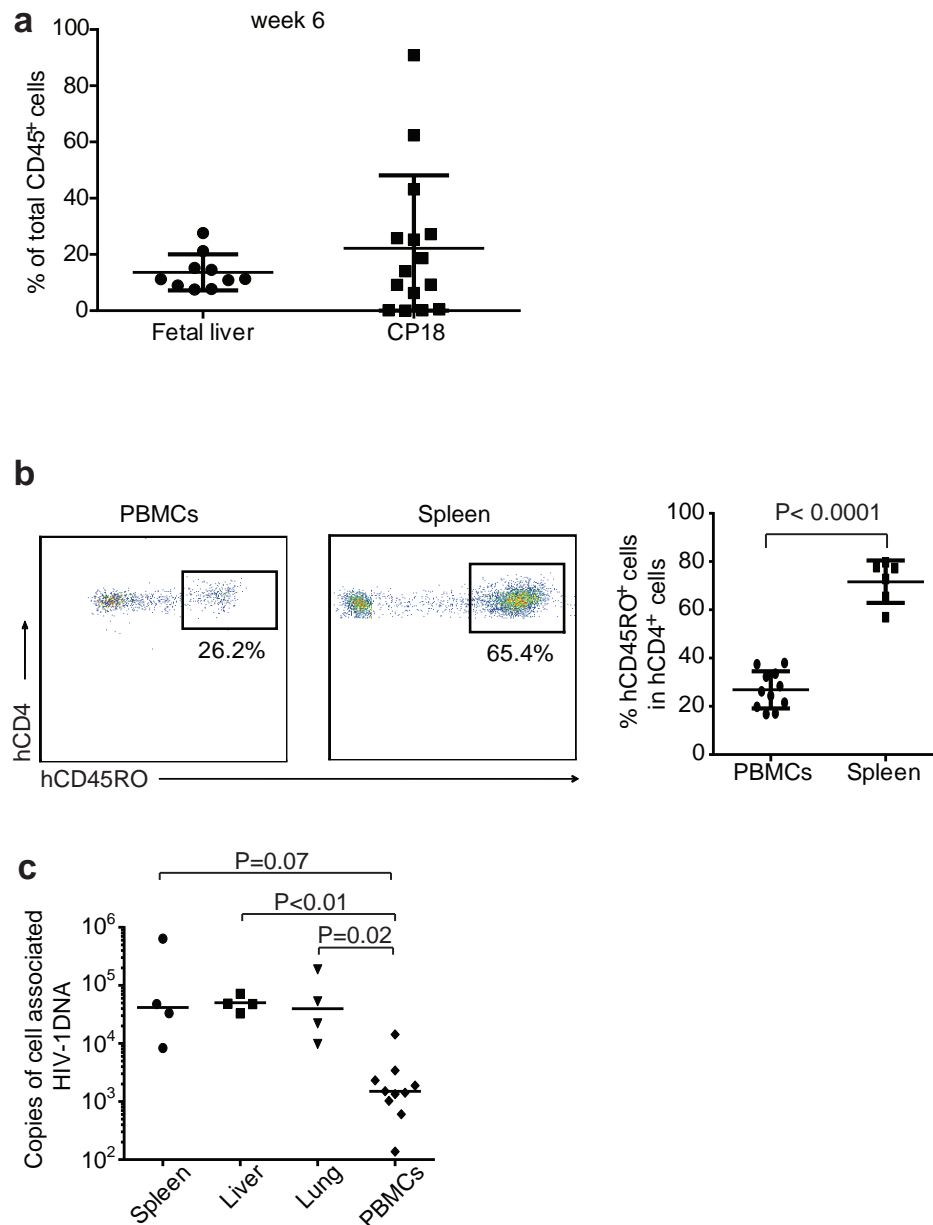 a
week 6
% of total CD45⁺ cells
100
80
60
40
20
0
Fetal liver
CP18
b
PBMCs
Spleen
26.2%
65.4%
hCD4
hCD45RO
% hCD45RO⁺ cells
in hCD4⁺ cells
100
80
60
40
20
0
P< 0.0001
PBMCs
Spleen
c
P=0.07
P<0.01
P=0.02
Copies of cell associated
HIV-1DNA
10⁶
10⁵
10⁴
10³
10²
Spleen
Liver
Lung
PBMCs